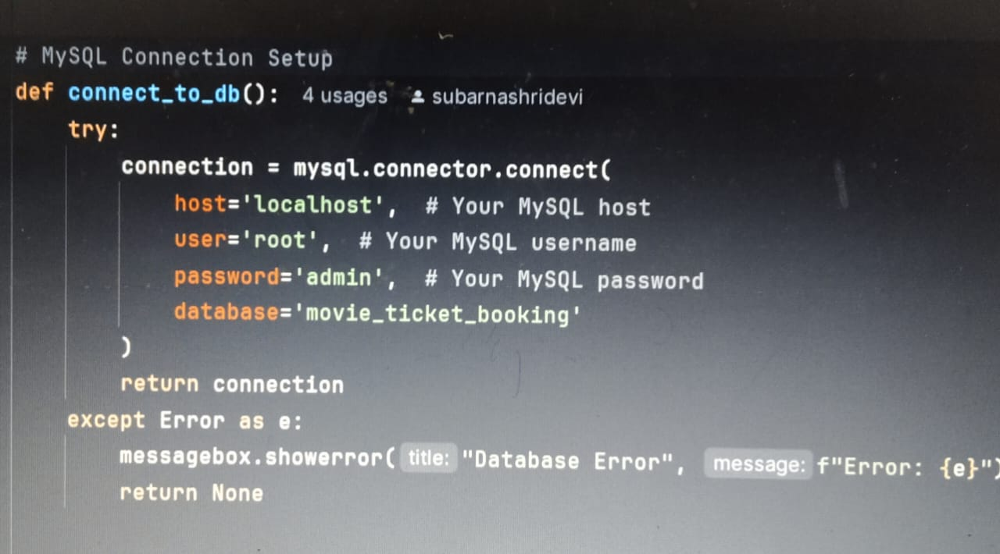 # MySQL Connection Setup
def connect_to_db(): 4 usages subarnashridevi
    try:
        connection = mysql.connector.connect(
            host='localhost',  # Your MySQL host
            user='root',  # Your MySQL username
            password='admin',  # Your MySQL password
            database='movie_ticket_booking'
        )
        return connection
    except Error as e:
        messagebox.showerror( title: "Database Error", message: f"Error: {e}")
        return None